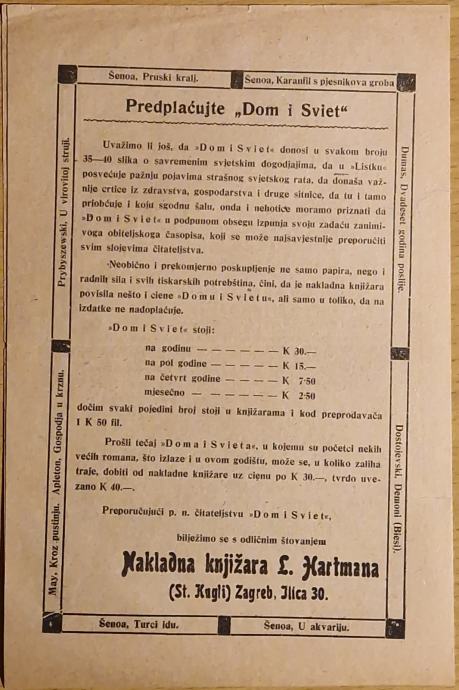 Šenoa, Pruski kralj.
Šenoa, Karanfil s pjesnikova groba
Prybyszewski, U virovitoj struji.
May, Kroz pustinju. Apleton, Gospodja u krznu.
Dumas, Dvadeset godina poslije.
Dostojevski, Demoni (Biesi).
Predplaćujte „Dom i Sviet“
Uvažimo li još, da »Dom i Sviet« donosi u svakom broju
35—40 slika o savremenim svjetskim dogodjajima, da u »Listku«
posvećuje pažnju pojavima strašnog svjetskog rata, da donaša važ-
nije crtice iz zdravstva, gospodarstva i druge sitnice, da tu i tamo
priobćuje i koju sgodnu šalu, onda i nehotice moramo priznati da
»Dom i Sviet« u podpunom obsegu izpunja svoju zadaću zanimi-
voga obiteljskoga časopisa, koji se može najsavjestnije preporučiti
svim slojevima čitateljstva.
Neobično i prekomjerno poskupljenje ne samo papira, nego i
radnih sila i svih tiskarskih potrebština, čini, da je nakladna knjižara
povisila nešto i ciene »Domu i Svietu«, ali samo u toliko, da na
izdatke ne nadoplaćuje.
»Dom i Sviet« stoji:
na godinu — — — — — — K 30.—
na pol godine — — — — — K 15.—
na četvrt godine — — — — K 7·50
mjesečno — — — — — — K 2·50
dočim svaki pojedini broj stoji u knjižarama i kod preprodavača
1 K 50 fil.
Prošli tečaj »Doma i Svieta«, u kojemu su početci nekih
većih romana, što izlaze i u ovom godištu, može se, u koliko zaliha
traje, dobiti od nakladne knjižare uz cienu po K 30.—, tvrdo uve-
zano K 40.—.
Preporučujući p. n. čitateljstvu »Dom i Sviet«,
bilježimo se s odličnim štovanjem
Nakladna knjižara L. Hartmana
(St. Kugli) Zagreb, Ilica 30.
Šenoa, Turci idu.
Šenoa, U akvariju.